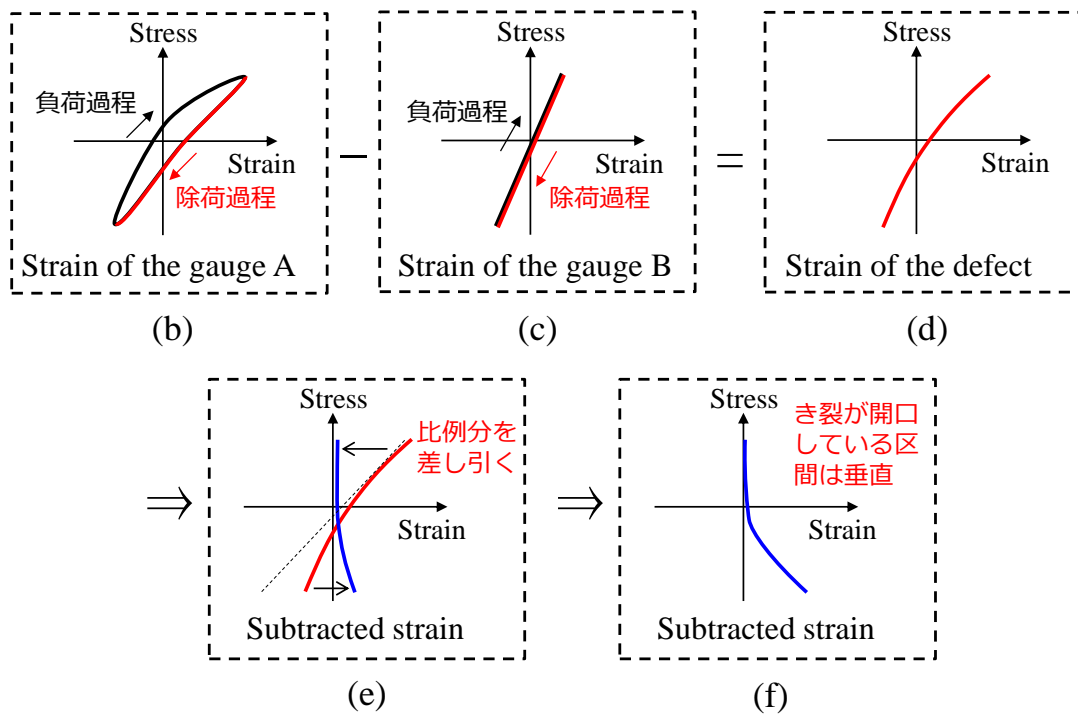 Stress
負荷過程
Strain
除荷過程
Strain of the gauge A
(b)
−
Stress
負荷過程
Strain
除荷過程
Strain of the gauge B
(c)
=
Stress
Strain
Strain of the defect
(d)
⇒
Stress
比例分を
差し引く
Strain
Subtracted strain
(e)
⇒
Stress
き裂が開口
している区
間は垂直
Strain
Subtracted strain
(f)